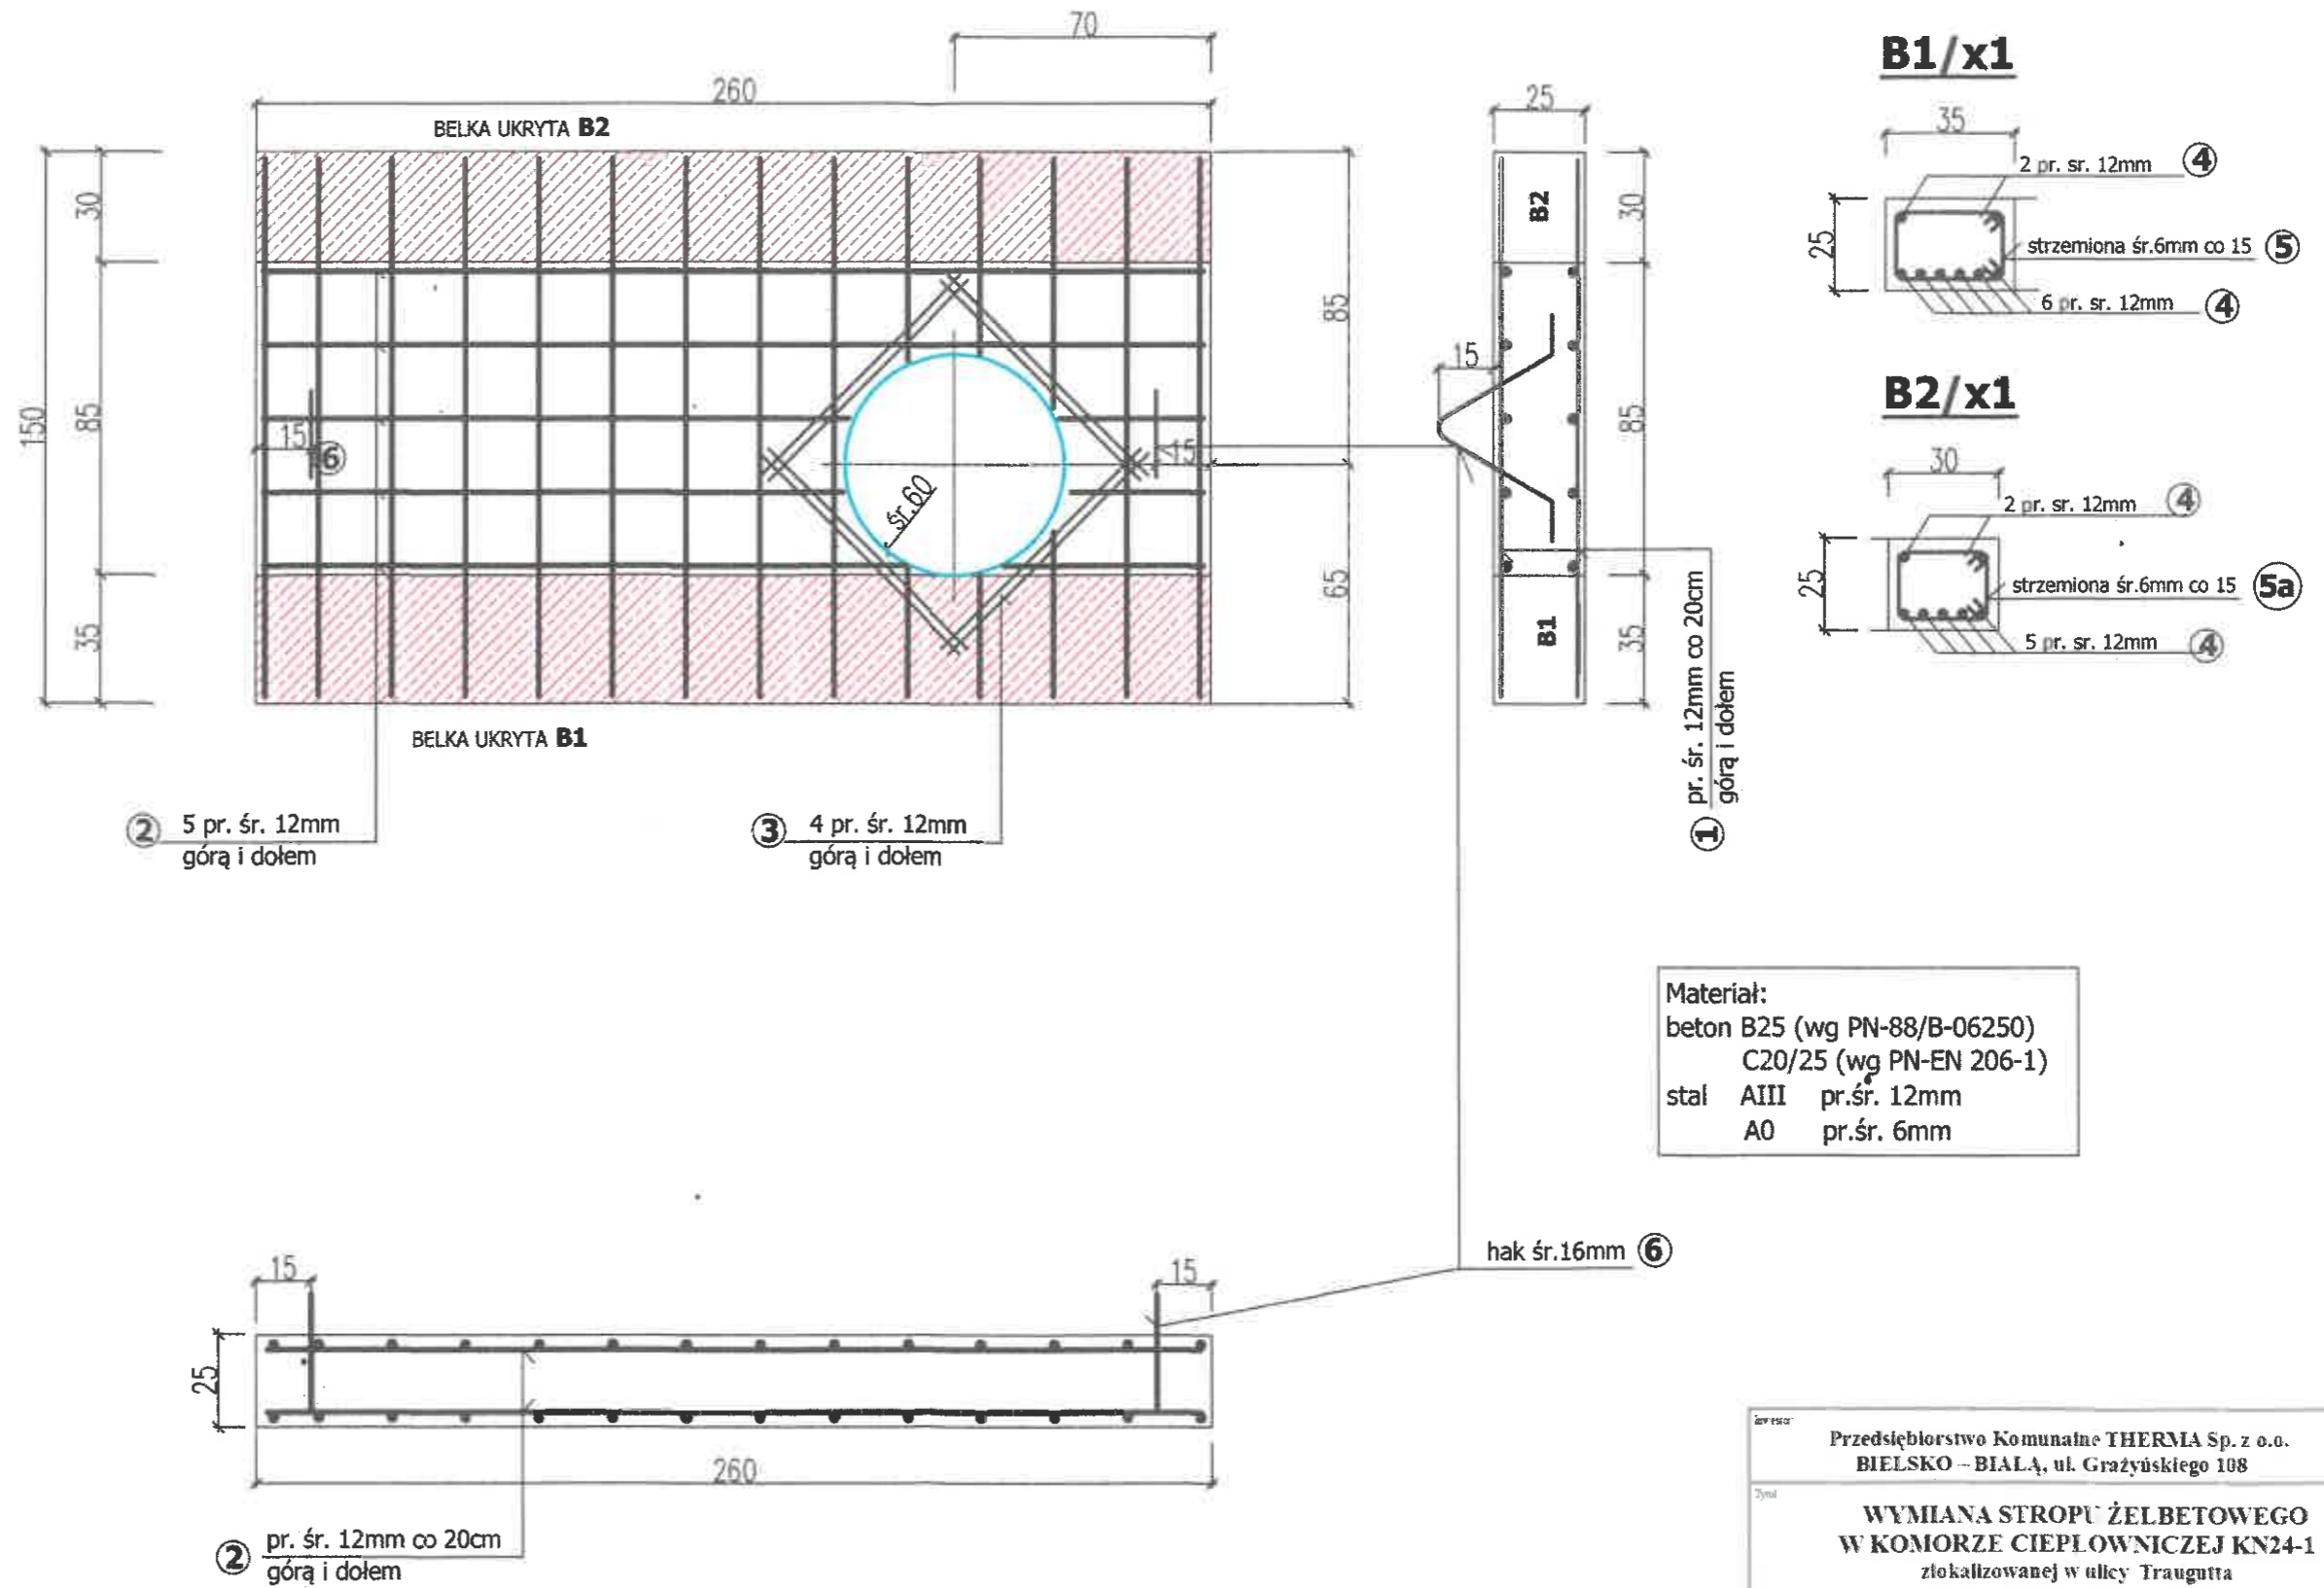 70
260
BELKA UKRYTA B2
150
30
85
35
15
6
15
śr.60
85
65
BELKA UKRYTA B1
2 5 pr. śr. 12mm
górą i dołem
3 4 pr. śr. 12mm
górą i dołem
25
B2
15
B1
30
85
35
1 pr. śr. 12mm co 20cm
górą i dołem
B1/x1
35
25
2 pr. sr. 12mm 4
strzemiona śr.6mm co 15 5
6 pr. sr. 12mm 4
B2/x1
30
25
2 pr. sr. 12mm 4
strzemiona śr.6mm co 15 5a
5 pr. sr. 12mm 4
Materiał:
beton B25 (wg PN-88/B-06250)
C20/25 (wg PN-EN 206-1)
stal AIII pr.śr. 12mm
A0 pr.śr. 6mm
hak śr.16mm 6
15
15
25
260
2 pr. śr. 12mm co 20cm
górą i dołem
Inwestor
Przedsiębiorstwo Komunalne THERMA Sp. z o.o.
BIELSKO – BIAŁA, ul. Grażyńskiego 108
Tytuł
WYMIANA STROPU ŻELBETOWEGO
W KOMORZE CIEPŁOWNICZEJ KN24-1
zlokalizowanej w ulicy Traugutta